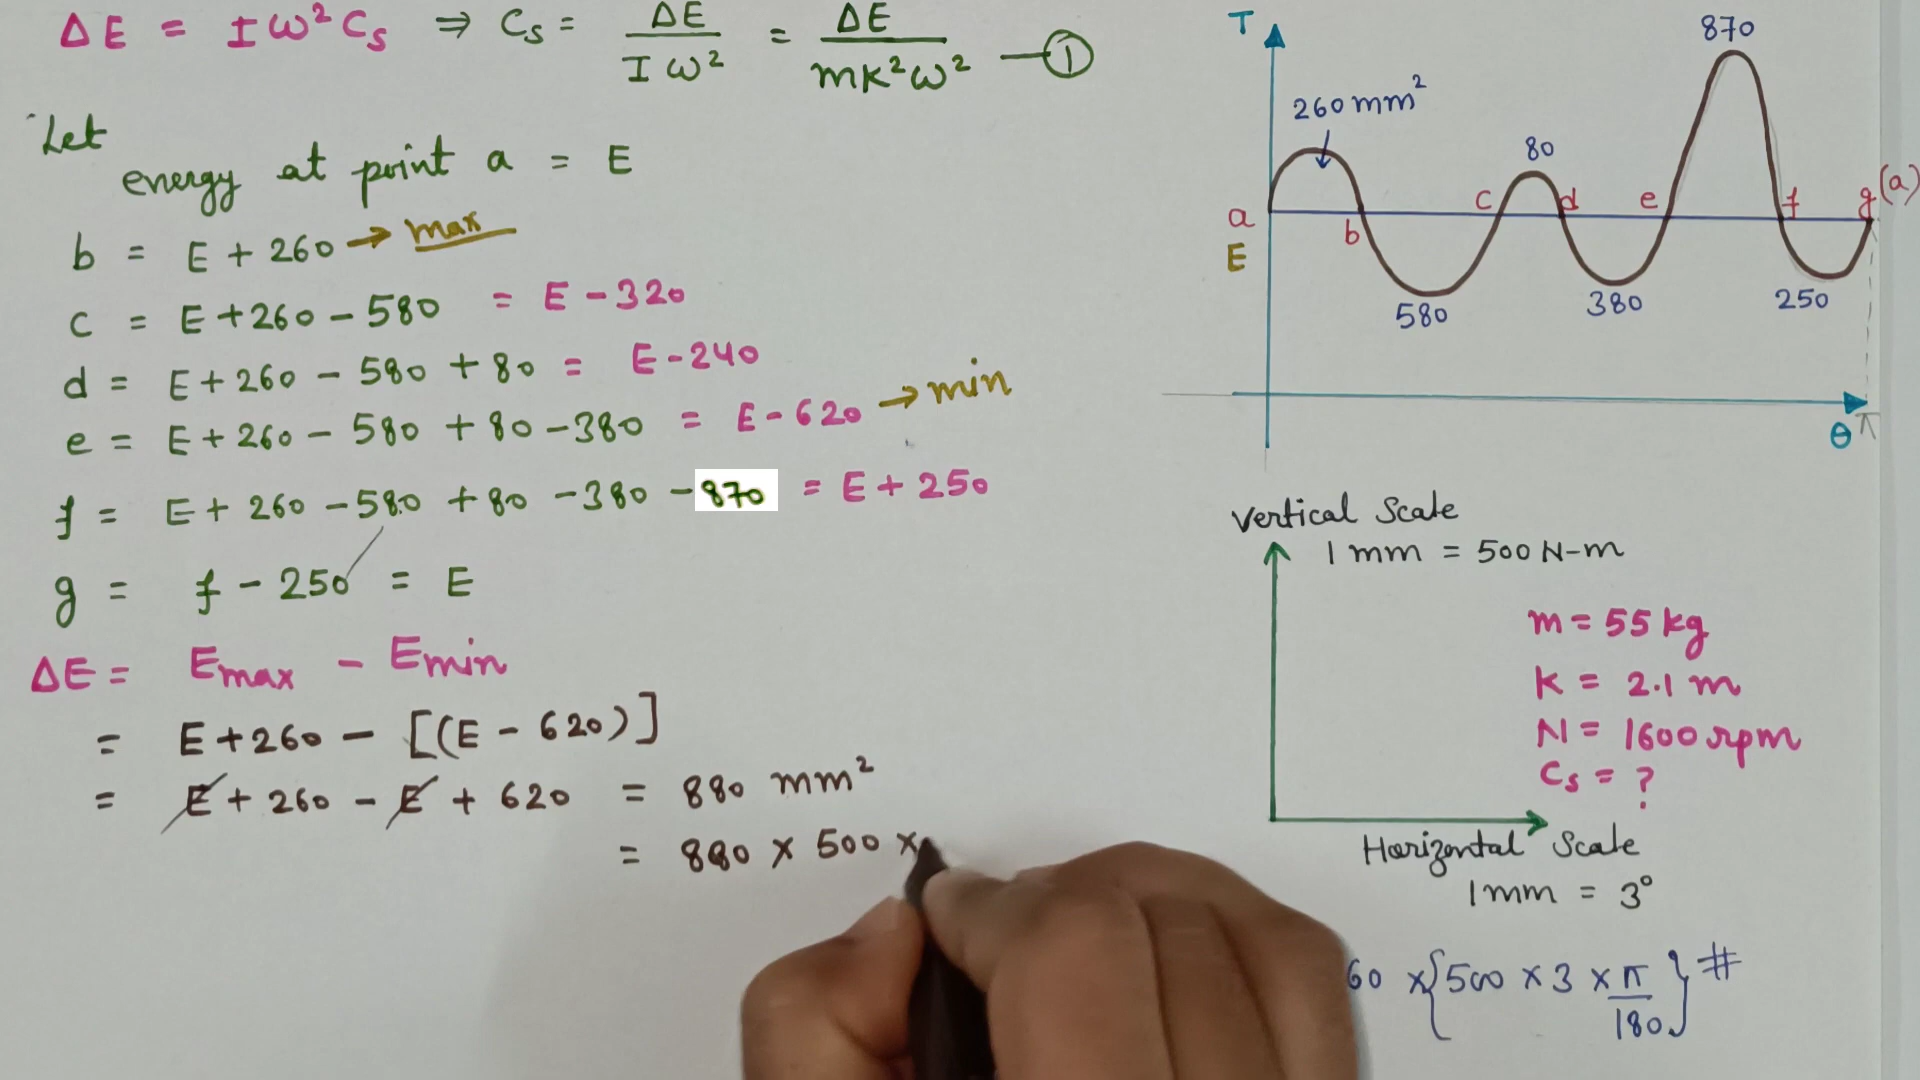 ΔE = Iω²Cs ⇒ Cs = ΔE / Iω² = ΔE / mK²ω² — ①
Let
energy at point a = E
b = E + 260 → max
c = E + 260 − 580 = E − 320
d = E + 260 − 580 + 80 = E − 240
e = E + 260 − 580 + 80 − 380 = E − 620 → min
f = E + 260 − 580 + 80 − 380 − 870 = E + 250
g = f − 250 = E
ΔE = Emax − Emin
= E + 260 − [(E − 620)]
= E + 260 − E + 620 = 880 mm²
= 880 × 500 ×
T
870
260 mm²
80
a b c d e f g(a)
E
580
380
250
θ
Vertical Scale
1 mm = 500 N-m
m = 55 kg
K = 2.1 m
N = 1600 rpm
Cs = ?
Horizontal Scale
1 mm = 3°
60 × {500 × 3 × π/180} #